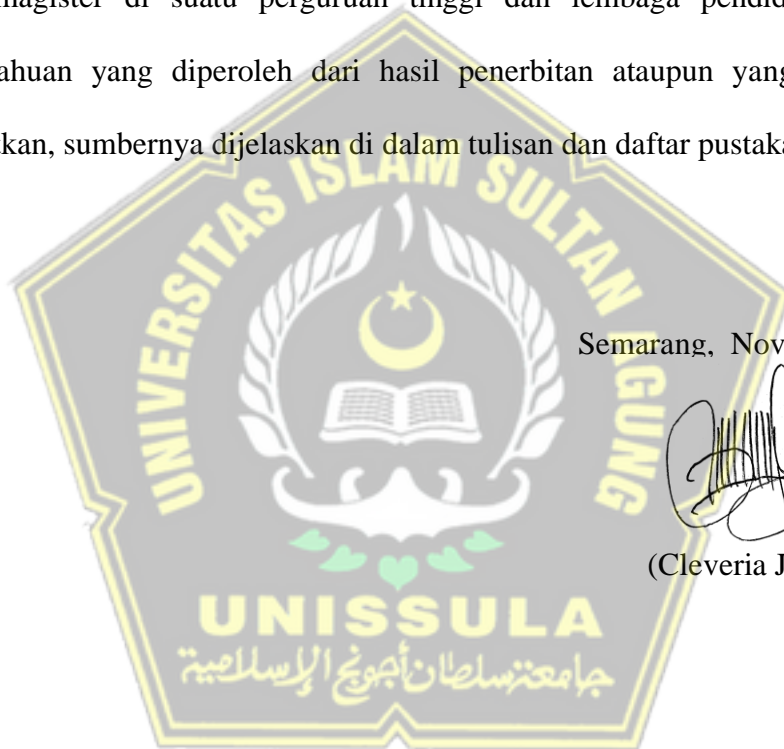 magister di suatu perguruan tinggi dan lembaga pendid
ahuan yang diperoleh dari hasil penerbitan ataupun yang
kan, sumbernya dijelaskan di dalam tulisan dan daftar pustaka
UNIVERSITAS ISLAM SULTAN AGUNG
Semarang, Nov
(Cleveria J
UNISSULA
جامعة سلطان أجونج الإسلامية